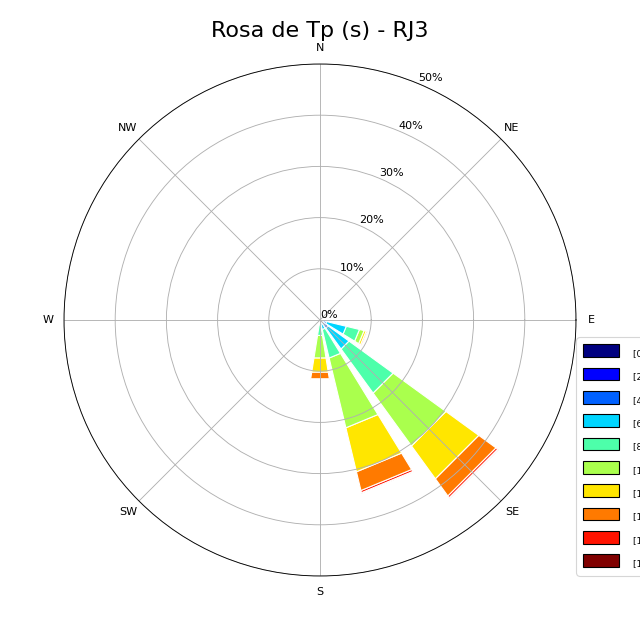 Rosa de Tp (s) - RJ3
N
50%
NW
NE
40%
30%
20%
10%
0%
W
E
[0
[2
[4
[6
[8
[1
[1
[1
[1
[1
SW
SE
S